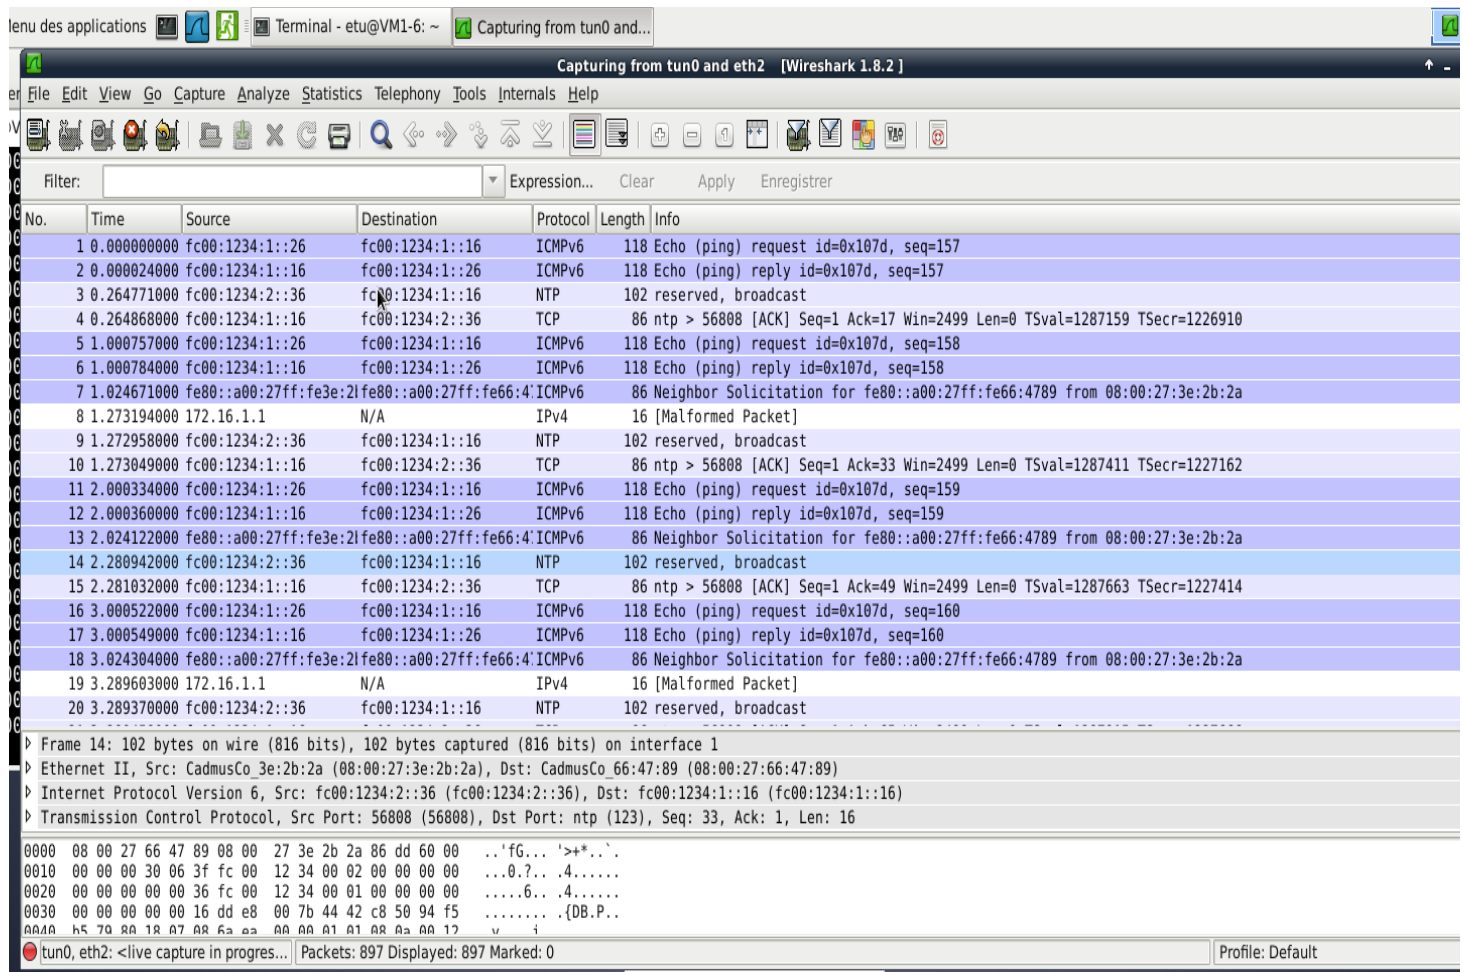 enu des applications Terminal - etu@VM1-6: ~ Capturing from tun0 and...
Capturing from tun0 and eth2 [Wireshark 1.8.2 ]
File Edit View Go Capture Analyze Statistics Telephony Tools Internals Help
Filter: Expression... Clear Apply Enregistrer
No. Time Source Destination Protocol Length Info
1 0.000000000 fc00:1234:1::26 fc00:1234:1::16 ICMPv6 118 Echo (ping) request id=0x107d, seq=157
2 0.000024000 fc00:1234:1::16 fc00:1234:1::26 ICMPv6 118 Echo (ping) reply id=0x107d, seq=157
3 0.264771000 fc00:1234:2::36 fc00:1234:1::16 NTP 102 reserved, broadcast
4 0.264868000 fc00:1234:1::16 fc00:1234:2::36 TCP 86 ntp > 56808 [ACK] Seq=1 Ack=17 Win=2499 Len=0 TSval=1287159 TSecr=1226910
5 1.000757000 fc00:1234:1::26 fc00:1234:1::16 ICMPv6 118 Echo (ping) request id=0x107d, seq=158
6 1.000784000 fc00:1234:1::16 fc00:1234:1::26 ICMPv6 118 Echo (ping) reply id=0x107d, seq=158
7 1.024671000 fe80::a00:27ff:fe3e:2 fe80::a00:27ff:fe66:4 ICMPv6 86 Neighbor Solicitation for fe80::a00:27ff:fe66:4789 from 08:00:27:3e:2b:2a
8 1.273194000 172.16.1.1 N/A IPv4 16 [Malformed Packet]
9 1.272958000 fc00:1234:2::36 fc00:1234:1::16 NTP 102 reserved, broadcast
10 1.273049000 fc00:1234:1::16 fc00:1234:2::36 TCP 86 ntp > 56808 [ACK] Seq=1 Ack=33 Win=2499 Len=0 TSval=1287411 TSecr=1227162
11 2.000334000 fc00:1234:1::26 fc00:1234:1::16 ICMPv6 118 Echo (ping) request id=0x107d, seq=159
12 2.000360000 fc00:1234:1::16 fc00:1234:1::26 ICMPv6 118 Echo (ping) reply id=0x107d, seq=159
13 2.024122000 fe80::a00:27ff:fe3e:2 fe80::a00:27ff:fe66:4 ICMPv6 86 Neighbor Solicitation for fe80::a00:27ff:fe66:4789 from 08:00:27:3e:2b:2a
14 2.280942000 fc00:1234:2::36 fc00:1234:1::16 NTP 102 reserved, broadcast
15 2.281032000 fc00:1234:1::16 fc00:1234:2::36 TCP 86 ntp > 56808 [ACK] Seq=1 Ack=49 Win=2499 Len=0 TSval=1287663 TSecr=1227414
16 3.000522000 fc00:1234:1::26 fc00:1234:1::16 ICMPv6 118 Echo (ping) request id=0x107d, seq=160
17 3.000549000 fc00:1234:1::16 fc00:1234:1::26 ICMPv6 118 Echo (ping) reply id=0x107d, seq=160
18 3.024304000 fe80::a00:27ff:fe3e:2 fe80::a00:27ff:fe66:4 ICMPv6 86 Neighbor Solicitation for fe80::a00:27ff:fe66:4789 from 08:00:27:3e:2b:2a
19 3.289603000 172.16.1.1 N/A IPv4 16 [Malformed Packet]
20 3.289370000 fc00:1234:2::36 fc00:1234:1::16 NTP 102 reserved, broadcast
Frame 14: 102 bytes on wire (816 bits), 102 bytes captured (816 bits) on interface 1
Ethernet II, Src: CadmusCo_3e:2b:2a (08:00:27:3e:2b:2a), Dst: CadmusCo_66:47:89 (08:00:27:66:47:89)
Internet Protocol Version 6, Src: fc00:1234:2::36 (fc00:1234:2::36), Dst: fc00:1234:1::16 (fc00:1234:1::16)
Transmission Control Protocol, Src Port: 56808 (56808), Dst Port: ntp (123), Seq: 33, Ack: 1, Len: 16
0000 08 00 27 66 47 89 08 00 27 3e 2b 2a 86 dd 60 00 ..'fG... '>+*..`.
0010 00 00 00 30 06 3f fc 00 12 34 00 02 00 00 00 00 ...0.?.. .4......
0020 00 00 00 00 00 36 fc 00 12 34 00 01 00 00 00 00 .....6.. .4......
0030 00 00 00 00 00 16 dd e8 00 7b 44 42 c8 50 94 f5 ........ .{DB.P..
0040 b5 79 80 18 07 08 6a ea 00 00 01 01 08 0a 00 12
tun0, eth2: <live capture in progres... Packets: 897 Displayed: 897 Marked: 0 Profile: Default